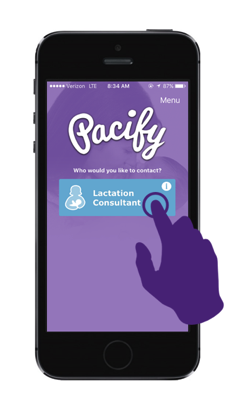 Verizon LTE 8:34 AM 87%
Menu
Pacify
Who would you like to contact?
Lactation
Consultant
i